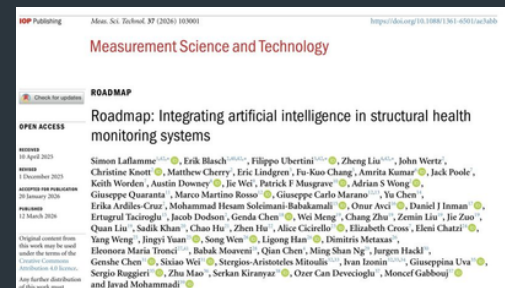 IOP Publishing
Meas. Sci. Technol. 37 (2026) 103001
Measurement Science and Technology
Check for updates
OPEN ACCESS
RECEIVED
10 April 2025
REVISED
1 December 2025
ACCEPTED FOR PUBLICATION
20 January 2026
PUBLISHED
12 March 2026
Original content from
this work may be used
under the terms of the
Creative Commons
Attribution 4.0 licence.
Any further distribution
of this work must
ROADMAP
Roadmap: Integrating artificial intelligence in structural health
monitoring systems
Simon Laflamme, Erik Blasch, Filippo Ubertini, Zheng Liu, John Wertz,
Christine Knott, Matthew Cherry, Eric Lindgren, Fu-Kuo Chang, Amrita Kumar, Jack Poole,
Keith Worden, Austin Downey, Jie Wei, Patrick F Musgrave, Adrian S Wong,
Giuseppe Quaranta, Marco Martino Rosso, Giuseppe Carlo Marano, Yu Chen,
Erika Ardiles-Cruz, Mohammad Hesam Soleimani-Babakamali, Onur Avci, Daniel J Inman,
Ertugrul Taciroglu, Jacob Dodson, Genda Chen, Wei Meng, Chang Zhu, Zemin Liu, Jie Zuo,
Quan Liu, Sadik Khan, Chao Hu, Zhen Hu, Alice Cicirello, Elizabeth Cross, Eleni Chatzi,
Yang Weng, Jingyi Yuan, Song Wen, Ligong Han, Dimitris Metaxas,
Eleonora Maria Tronci, Babak Moaveni, Qian Chen, Ming Shan Ng, Jurgen Hackl,
Genshe Chen, Sixiao Wei, Stergios-Aristoteles Mitoulis, Ivan Izonin, Giuseppina Uva,
Sergio Ruggieri, Zhu Mao, Serkan Kiranyaz, Ozer Can Devecioglu, Moncef Gabbouj
and Javad Mohammadi